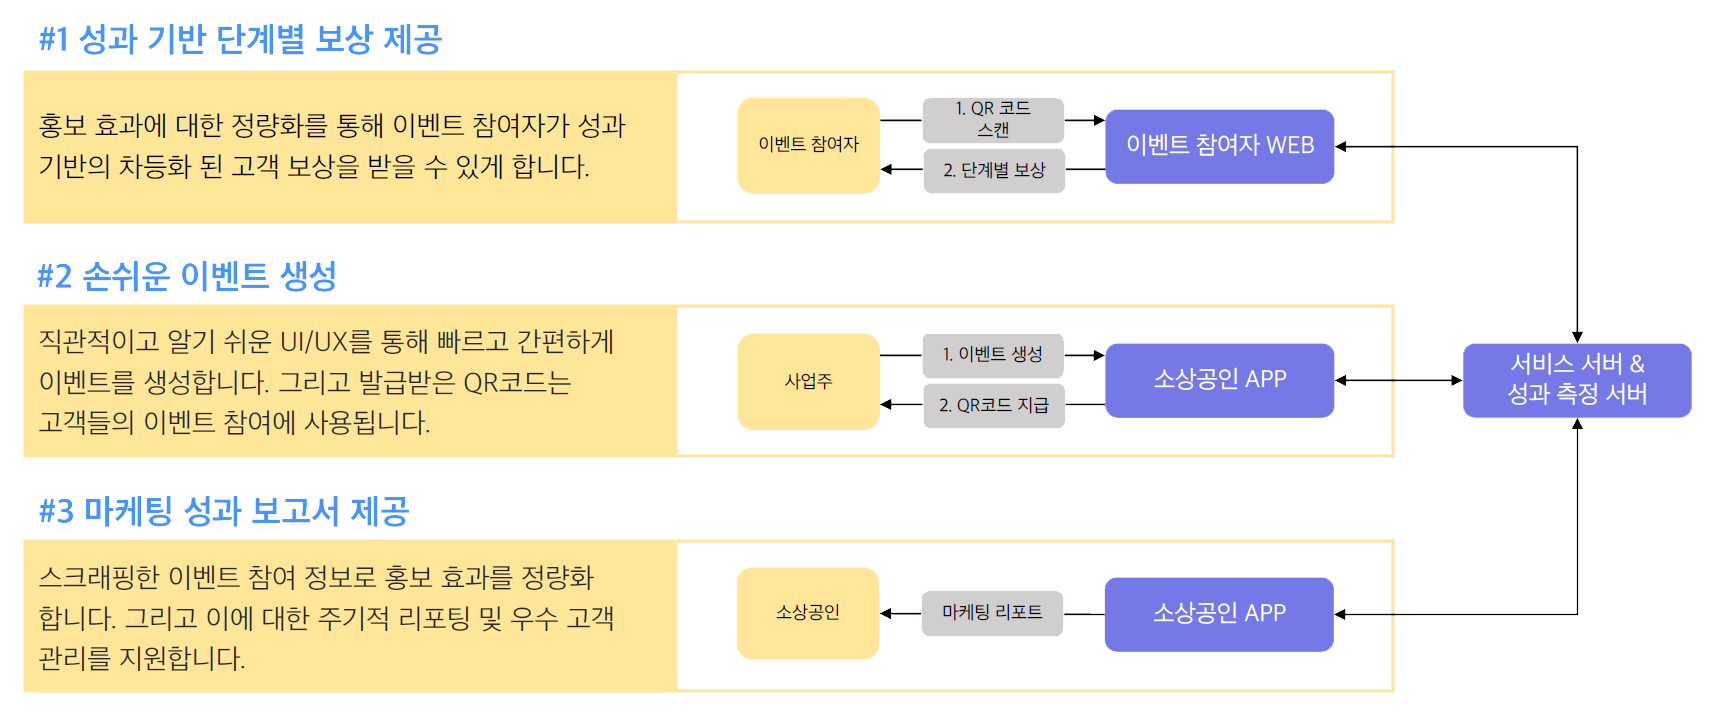 #1 성과 기반 단계별 보상 제공
홍보 효과에 대한 정량화를 통해 이벤트 참여자가 성과
기반의 차등화 된 고객 보상을 받을 수 있게 합니다.
이벤트 참여자
1. QR 코드
스캔
2. 단계별 보상
이벤트 참여자 WEB
#2 손쉬운 이벤트 생성
직관적이고 알기 쉬운 UI/UX를 통해 빠르고 간편하게
이벤트를 생성합니다. 그리고 발급받은 QR코드는
고객들의 이벤트 참여에 사용됩니다.
사업주
1. 이벤트 생성
2. QR코드 지급
소상공인 APP
서비스 서버 &
성과 측정 서버
#3 마케팅 성과 보고서 제공
스크래핑한 이벤트 참여 정보로 홍보 효과를 정량화
합니다. 그리고 이에 대한 주기적 리포팅 및 우수 고객
관리를 지원합니다.
소상공인
마케팅 리포트
소상공인 APP